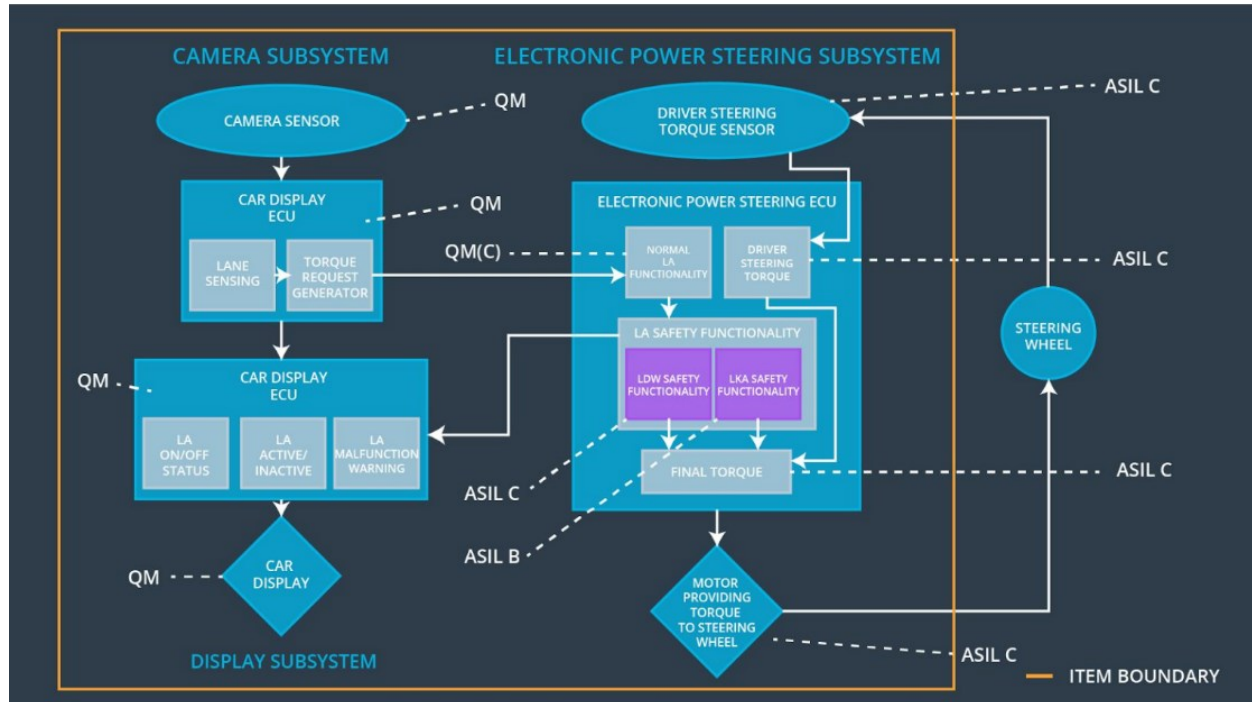 CAMERA SUBSYSTEM
ELECTRONIC POWER STEERING SUBSYSTEM
CAMERA SENSOR
QM
DRIVER STEERING
TORQUE SENSOR
ASIL C
CAR DISPLAY
ECU
QM
LANE
SENSING
TORQUE
REQUEST
GENERATOR
ELECTRONIC POWER STEERING ECU
QM(C)
NORMAL
LA
FUNCTIONALITY
DRIVER
STEERING
TORQUE
ASIL C
LA SAFETY FUNCTIONALITY
LDW SAFETY
FUNCTIONALITY
LKA SAFETY
FUNCTIONALITY
STEERING
WHEEL
CAR DISPLAY
ECU
QM
LA
ON/OFF
STATUS
LA
ACTIVE/
INACTIVE
LA
MALFUNCTION
WARNING
FINAL TORQUE
ASIL C
ASIL C
ASIL B
QM
CAR
DISPLAY
MOTOR
PROVIDING
TORQUE
TO STEERING
WHEEL
ASIL C
DISPLAY SUBSYSTEM
ITEM BOUNDARY